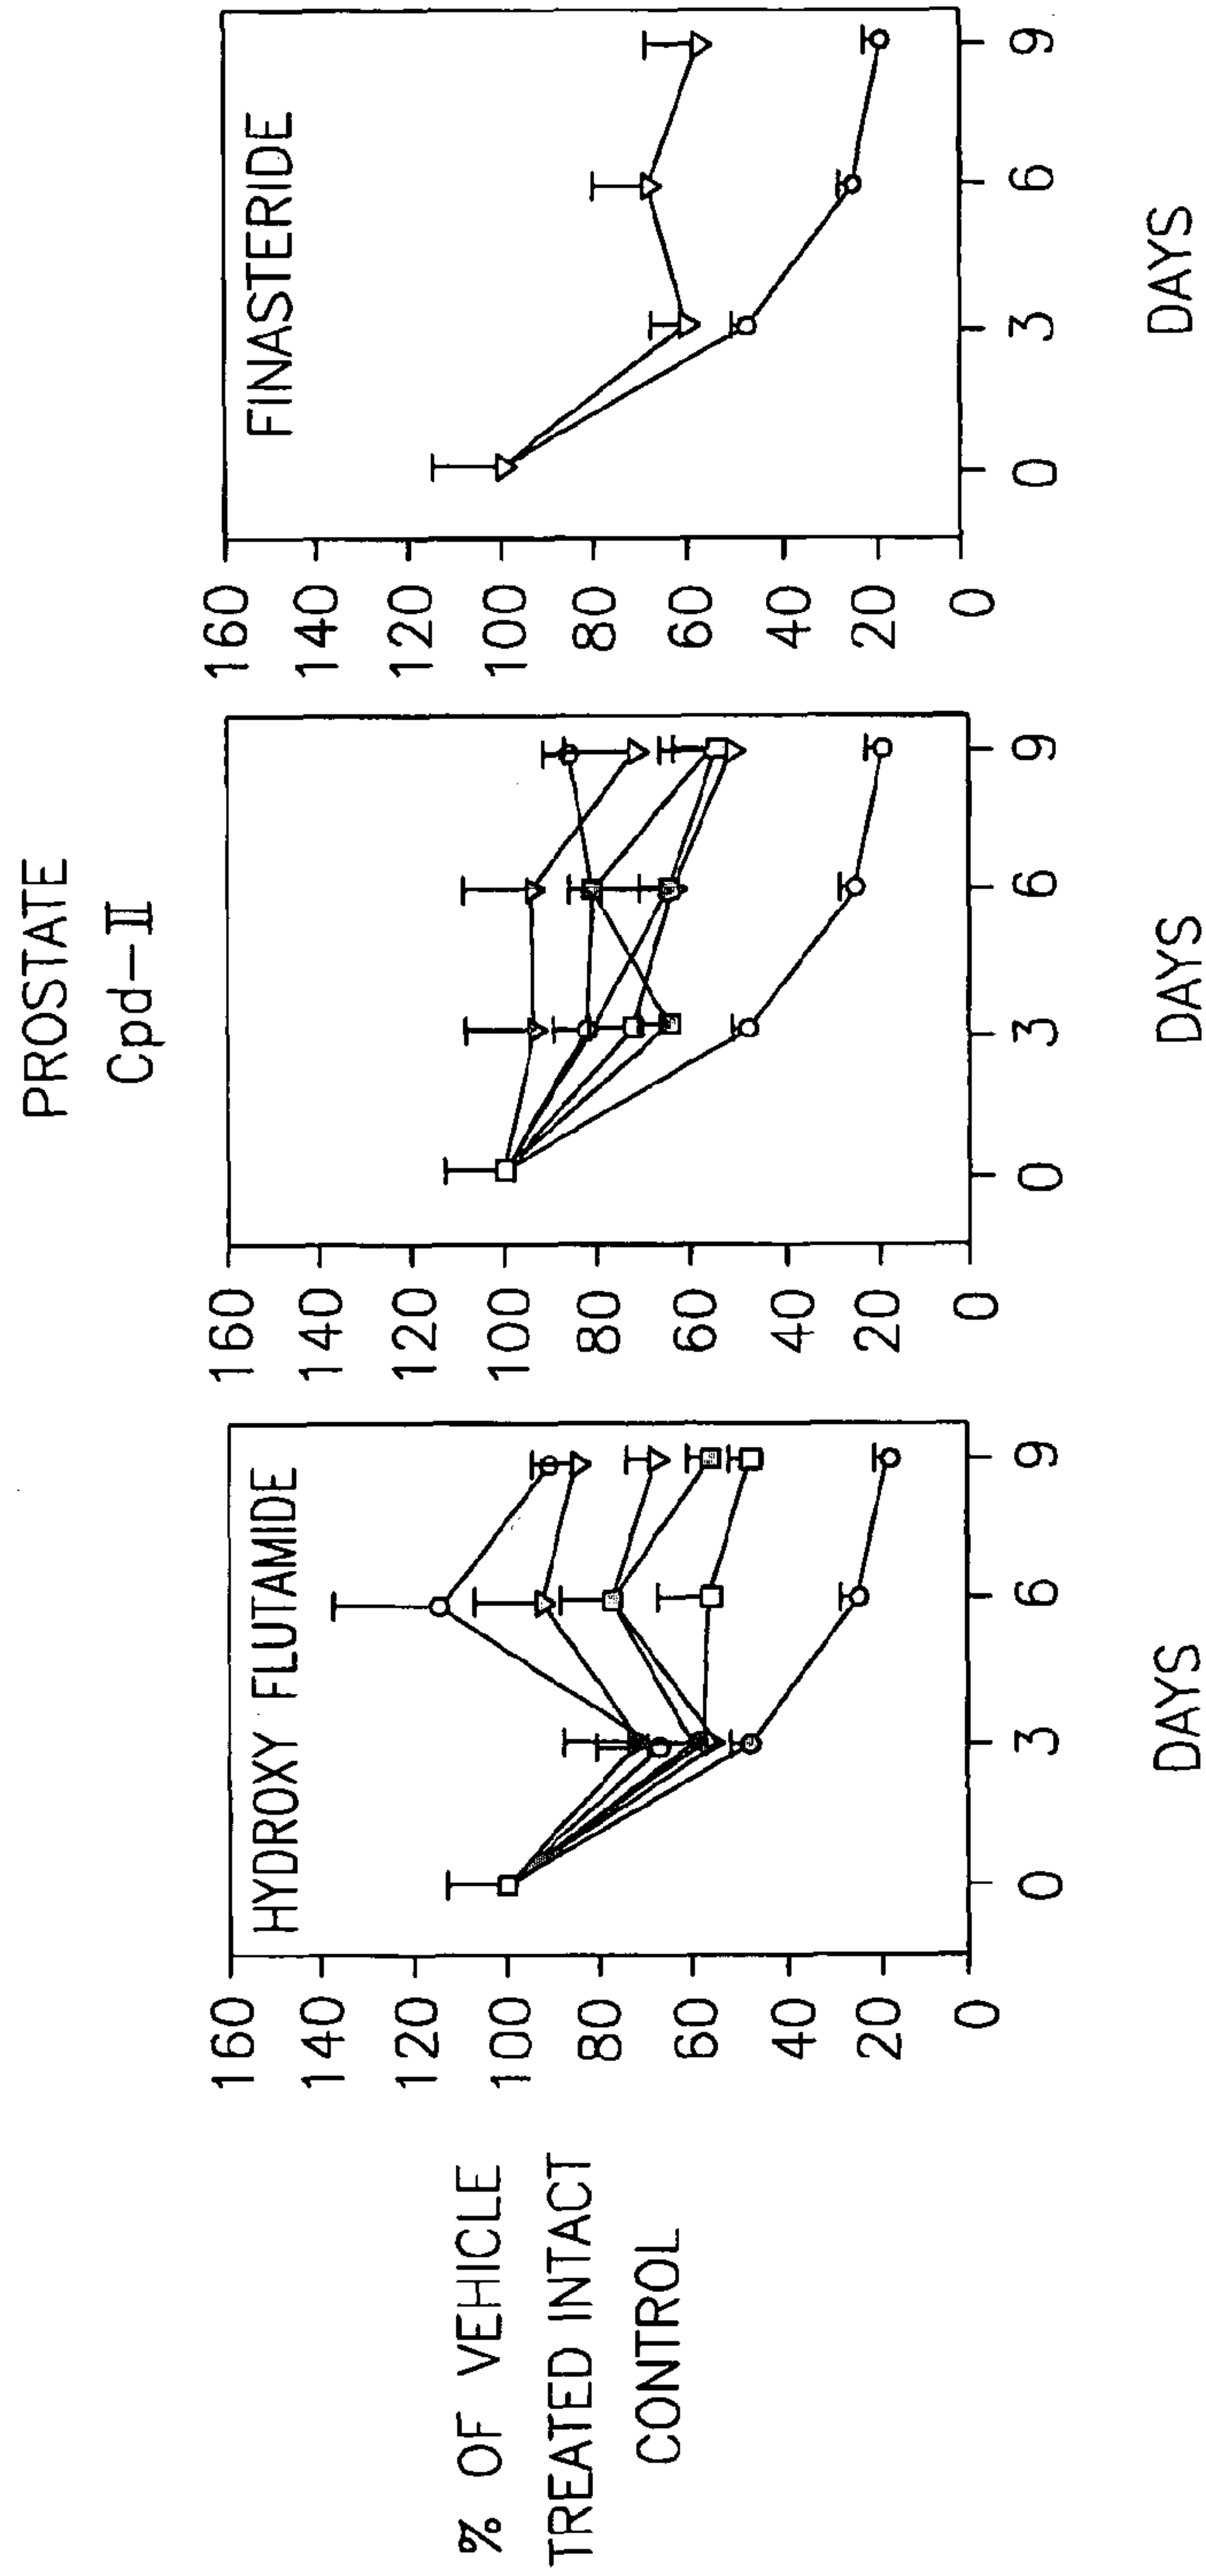 PROSTATE
Cpd-II
% OF VEHICLE
TREATED INTACT
CONTROL
HYDROXY FLUTAMIDE
160
140
120
100
80
60
40
20
0
0 3 6 9
DAYS
160
140
120
100
80
60
40
20
0
0 3 6 9
DAYS
FINASTERIDE
160
140
120
100
80
60
40
20
0
0 3 6 9
DAYS